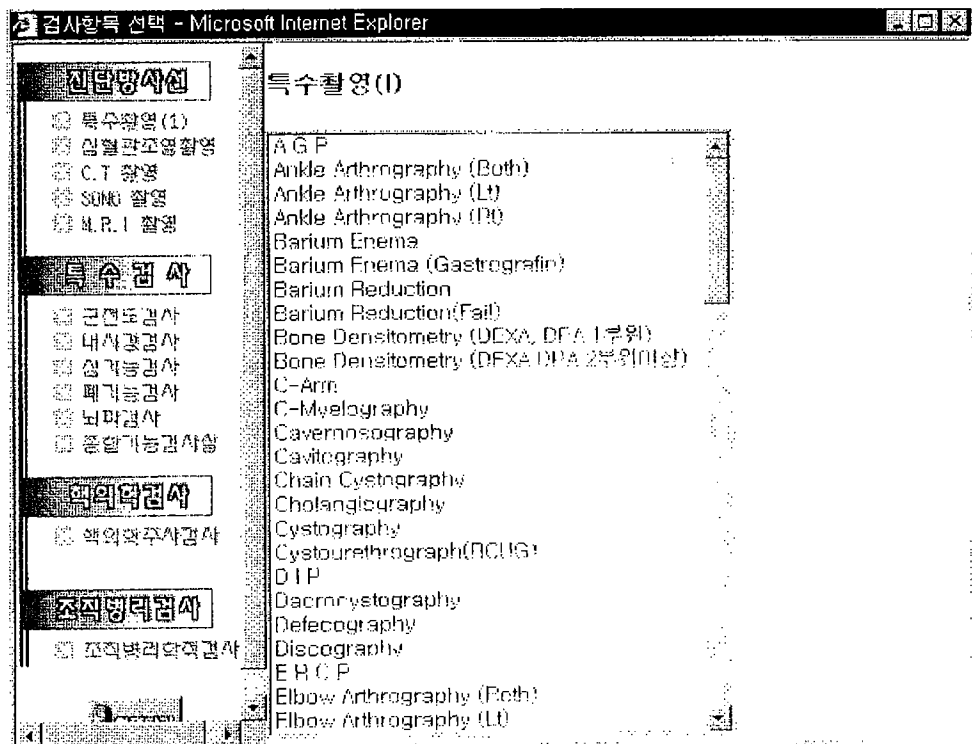 검사항목 선택 - Microsoft Internet Explorer
진단방사선
특수촬영(1)
심혈관조영촬영
C.T 촬영
SONO 촬영
M.R.I 촬영
특수검사
근전도검사
내시경검사
심기능검사
폐기능검사
뇌파검사
종합기능검사실
핵의학검사
핵의학주사검사
조직병리검사
조직병리학적검사
특수촬영(I)
A G P
Ankle Arthrography (Both)
Ankle Arthrography (Lt)
Ankle Arthrography (Rt)
Barium Enema
Barium Enema (Gastrografin)
Barium Reduction
Barium Reduction(Fail)
Bone Densitometry (DEXA, DPA 1부위)
Bone Densitometry (DEXA DPA 2부위이상)
C-Arm
C-Myelography
Cavernosography
Cavitography
Chain Cystography
Cholangiography
Cystography
Cystourethrograph(RCUG)
D I P
Dacrocystography
Defecography
Discography
E R C P
Elbow Arthrography (Both)
Elbow Arthrography (Lt)